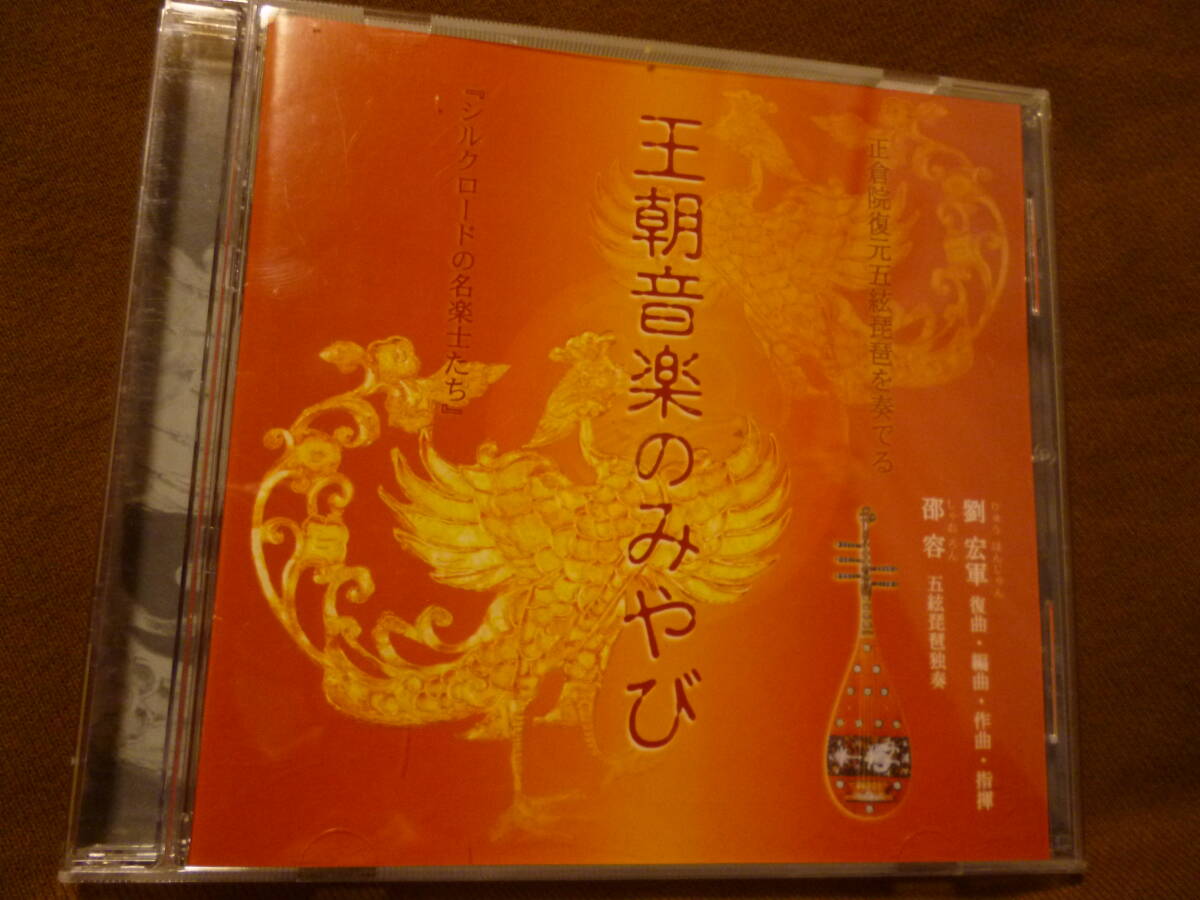 正倉院復元五絃琵琶を奏でる
王朝音楽のみやび
『シルクロードの名楽士たち』
りゅう ほんじゅん
劉 宏軍 復曲・編曲・作曲・指揮
しゃお ろん
邵 容 五絃琵琶独奏